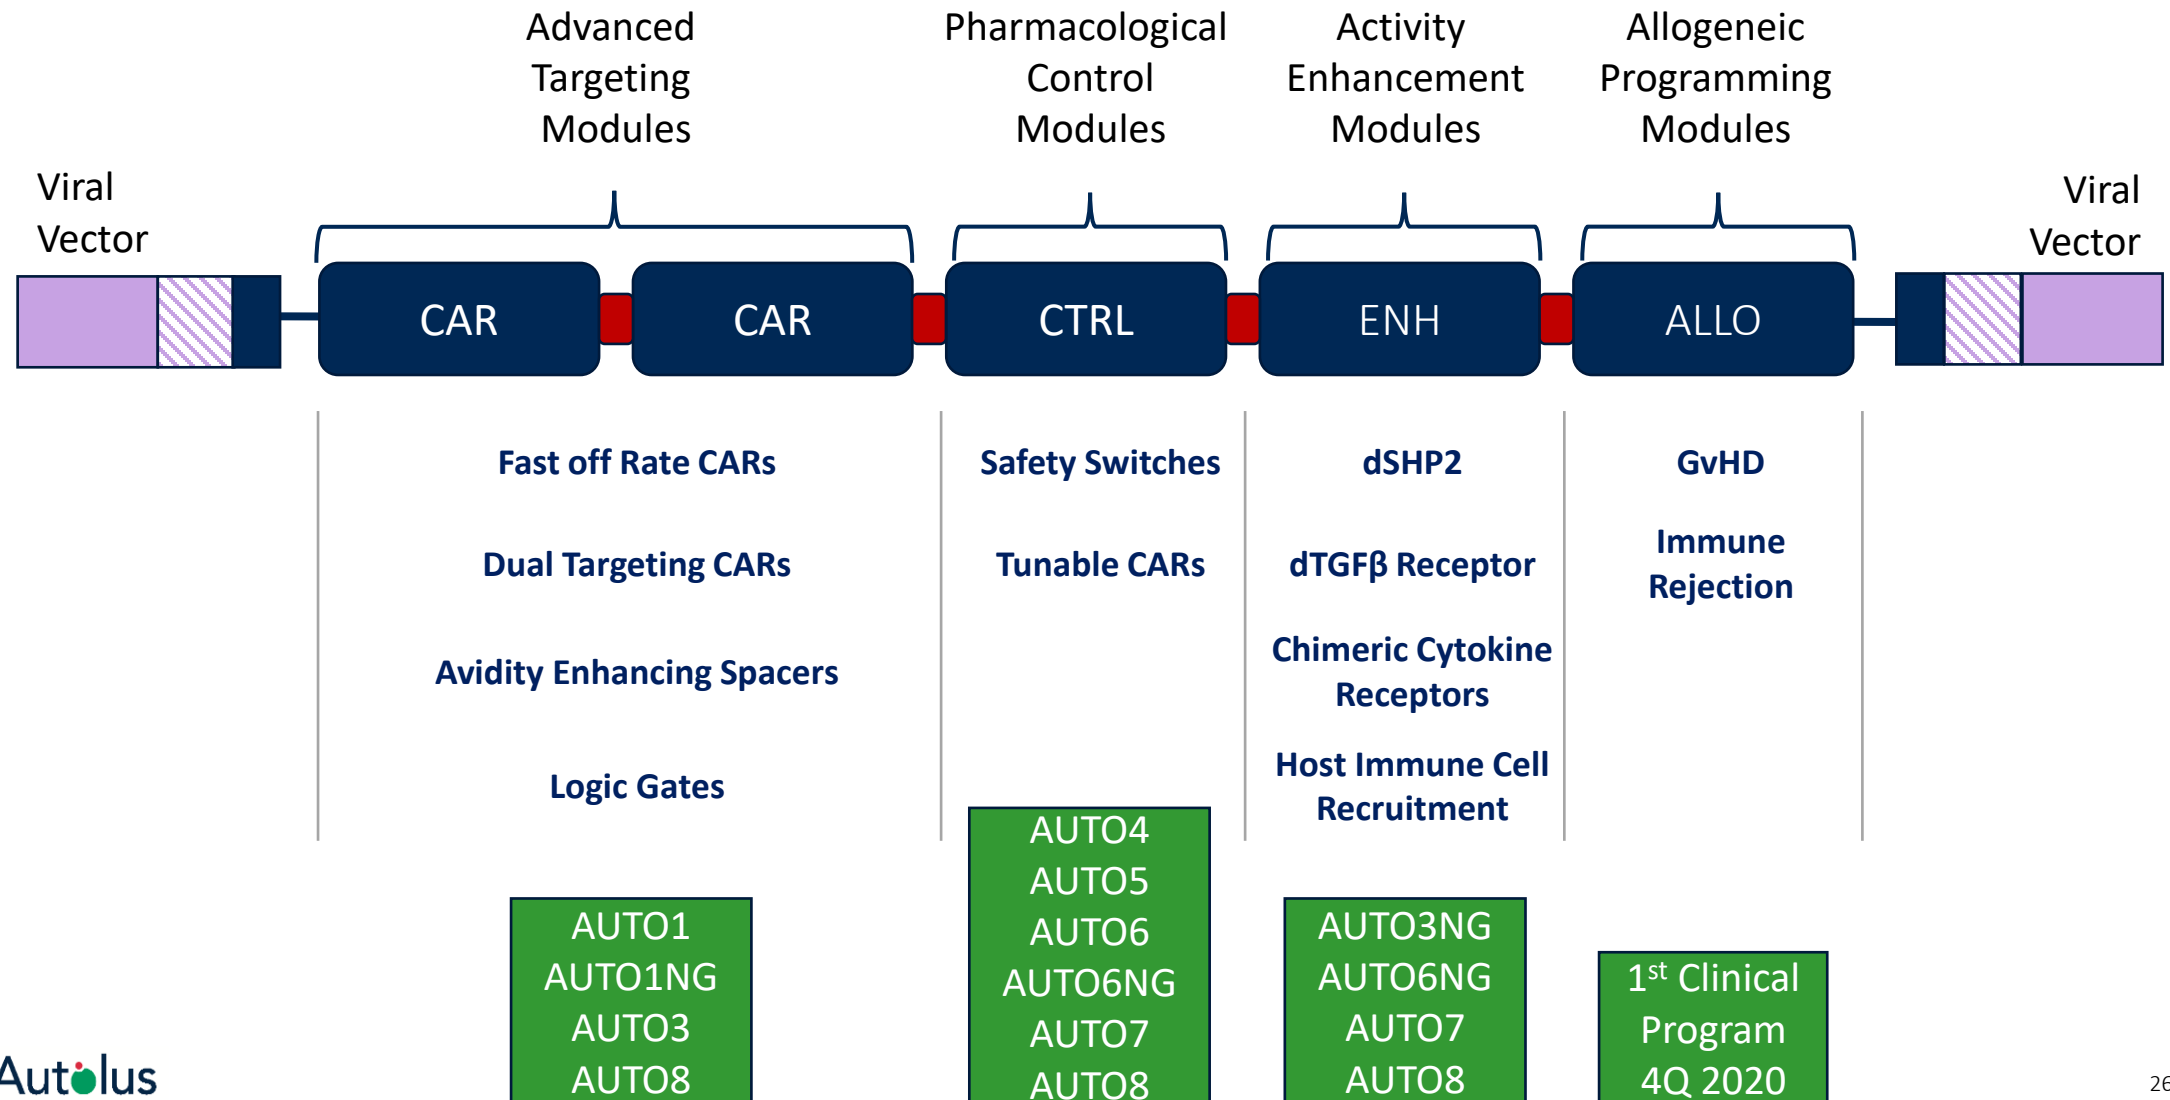 Advanced
Targeting
Modules
Pharmacological
Control
Modules
Activity
Enhancement
Modules
Allogeneic
Programming
Modules
Viral
Vector
Viral
Vector
CAR
CAR
CTRL
ENH
ALLO
Fast off Rate CARs
Dual Targeting CARs
Avidity Enhancing Spacers
Logic Gates
Safety Switches
Tunable CARs
dSHP2
dTGFβ Receptor
Chimeric Cytokine
Receptors
Host Immune Cell
Recruitment
GvHD
Immune
Rejection
AUTO1
AUTO1NG
AUTO3
AUTO8
AUTO4
AUTO5
AUTO6
AUTO6NG
AUTO7
AUTO8
AUTO3NG
AUTO6NG
AUTO7
AUTO8
1st Clinical
Program
4Q 2020
Autolus
26